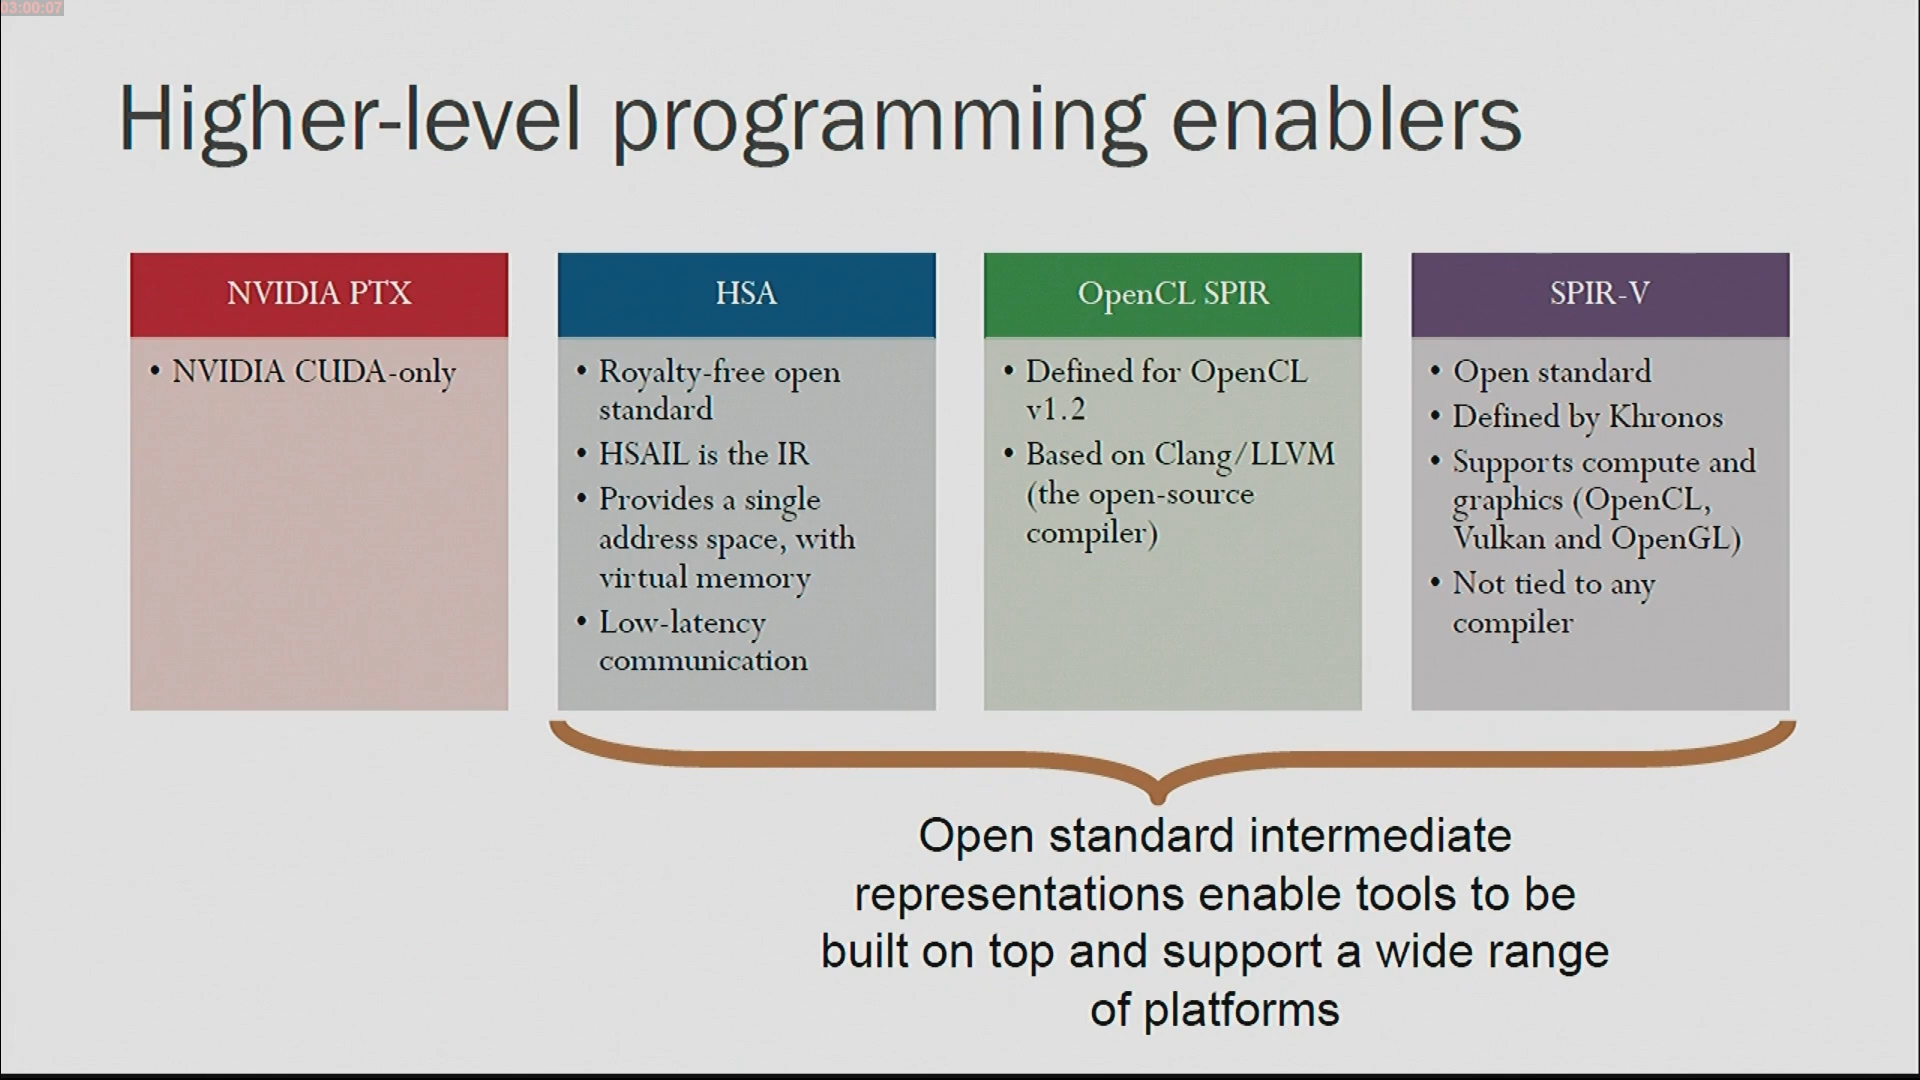 03:00:07
Higher-level programming enablers
NVIDIA PTX
• NVIDIA CUDA-only
HSA
• Royalty-free open
standard
• HSAIL is the IR
• Provides a single
address space, with
virtual memory
• Low-latency
communication
OpenCL SPIR
• Defined for OpenCL
v1.2
• Based on Clang/LLVM
(the open-source
compiler)
SPIR-V
• Open standard
• Defined by Khronos
• Supports compute and
graphics (OpenCL,
Vulkan and OpenGL)
• Not tied to any
compiler
Open standard intermediate
representations enable tools to be
built on top and support a wide range
of platforms